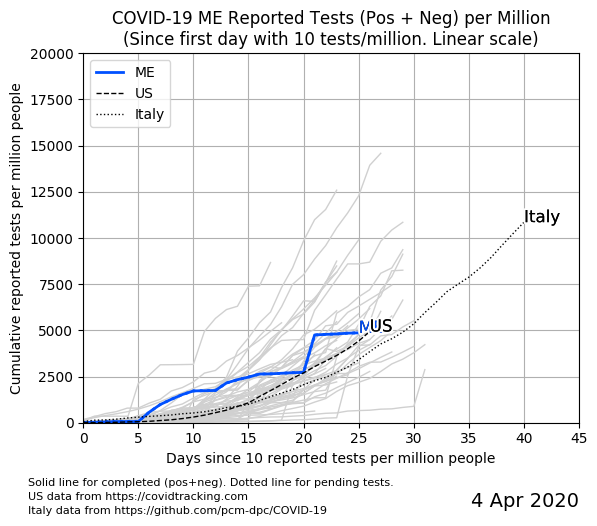 COVID-19 ME Reported Tests (Pos + Neg) per Million
(Since first day with 10 tests/million. Linear scale)
20000
17500
15000
12500
10000
7500
5000
2500
0
Cumulative reported tests per million people
ME
US
Italy
Italy
ME
US
0 5 10 15 20 25 30 35 40 45
Days since 10 reported tests per million people
Solid line for completed (pos+neg). Dotted line for pending tests.
US data from https://covidtracking.com
Italy data from https://github.com/pcm-dpc/COVID-19
4 Apr 2020